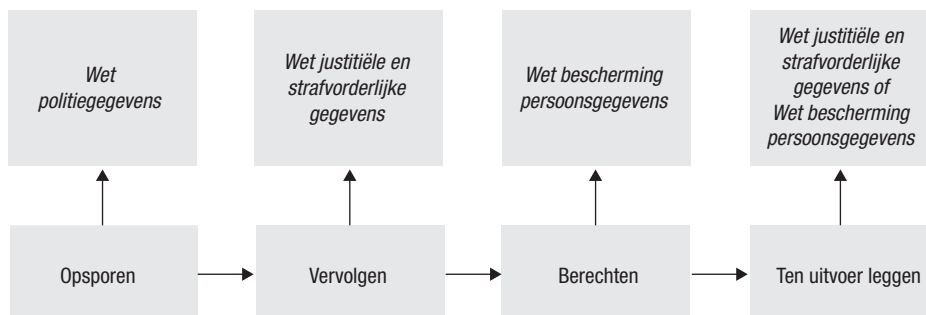 Wet
politiegegevens
Wet justitiële en
strafvorderlijke
gegevens
Wet bescherming
persoonsgegevens
Wet justitiële en
strafvorderlijke
gegevens of
Wet bescherming
persoonsgegevens
Opsporen
Vervolgen
Berechten
Ten uitvoer leggen